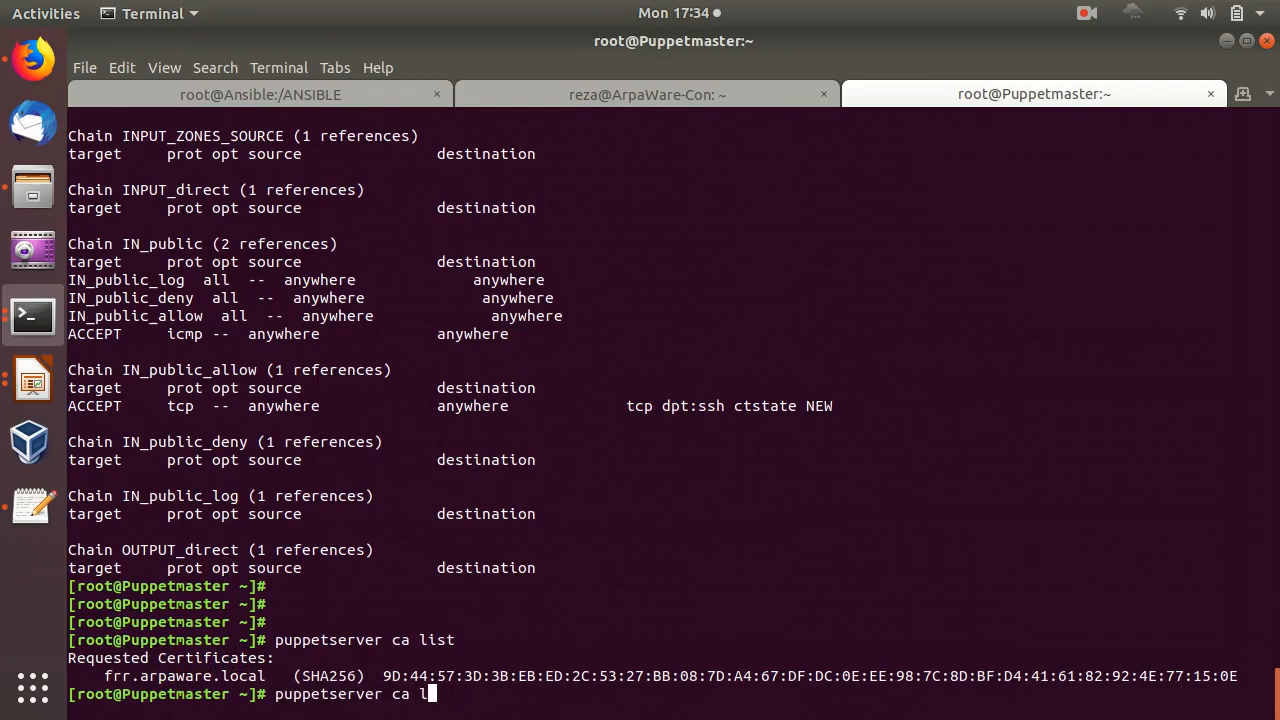 Activities Terminal Mon 17:34
root@Puppetmaster:~
File Edit View Search Terminal Tabs Help
root@Ansible:/ANSIBLE × reza@ArpaWare-Con: ~ × root@Puppetmaster:~ ×
Chain INPUT_ZONES_SOURCE (1 references)
target     prot opt source               destination
Chain INPUT_direct (1 references)
target     prot opt source               destination
Chain IN_public (2 references)
target     prot opt source               destination
IN_public_log  all  --  anywhere             anywhere
IN_public_deny  all  --  anywhere             anywhere
IN_public_allow  all  --  anywhere             anywhere
ACCEPT     icmp --  anywhere             anywhere
Chain IN_public_allow (1 references)
target     prot opt source               destination
ACCEPT     tcp  --  anywhere             anywhere             tcp dpt:ssh ctstate NEW
Chain IN_public_deny (1 references)
target     prot opt source               destination
Chain IN_public_log (1 references)
target     prot opt source               destination
Chain OUTPUT_direct (1 references)
target     prot opt source               destination
[root@Puppetmaster ~]#
[root@Puppetmaster ~]#
[root@Puppetmaster ~]#
[root@Puppetmaster ~]# puppetserver ca list
Requested Certificates:
    frr.arpaware.local   (SHA256)  9D:44:57:3D:3B:EB:ED:2C:53:27:BB:08:7D:A4:67:DF:DC:0E:EE:98:7C:8D:BF:D4:41:61:82:92:4E:77:15:0E
[root@Puppetmaster ~]# puppetserver ca l